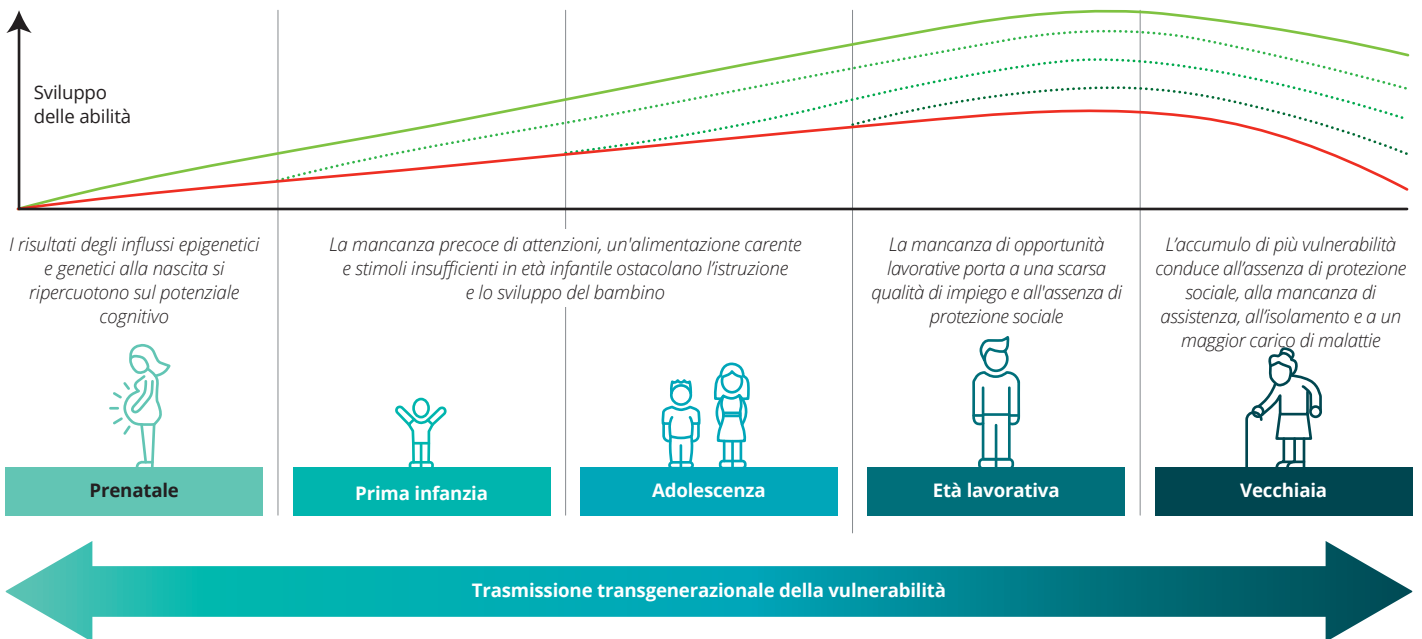 Sviluppo
delle abilità
I risultati degli influssi epigenetici
e genetici alla nascita si
ripercuotono sul potenziale
cognitivo
La mancanza precoce di attenzioni, un'alimentazione carente
e stimoli insufficienti in età infantile ostacolano l’istruzione
e lo sviluppo del bambino
La mancanza di opportunità
lavorative porta a una scarsa
qualità di impiego e all'assenza di
protezione sociale
L’accumulo di più vulnerabilità
conduce all’assenza di protezione
sociale, alla mancanza di
assistenza, all’isolamento e a un
maggior carico di malattie
Prenatale
Prima infanzia
Adolescenza
Età lavorativa
Vecchiaia
Trasmissione transgenerazionale della vulnerabilità